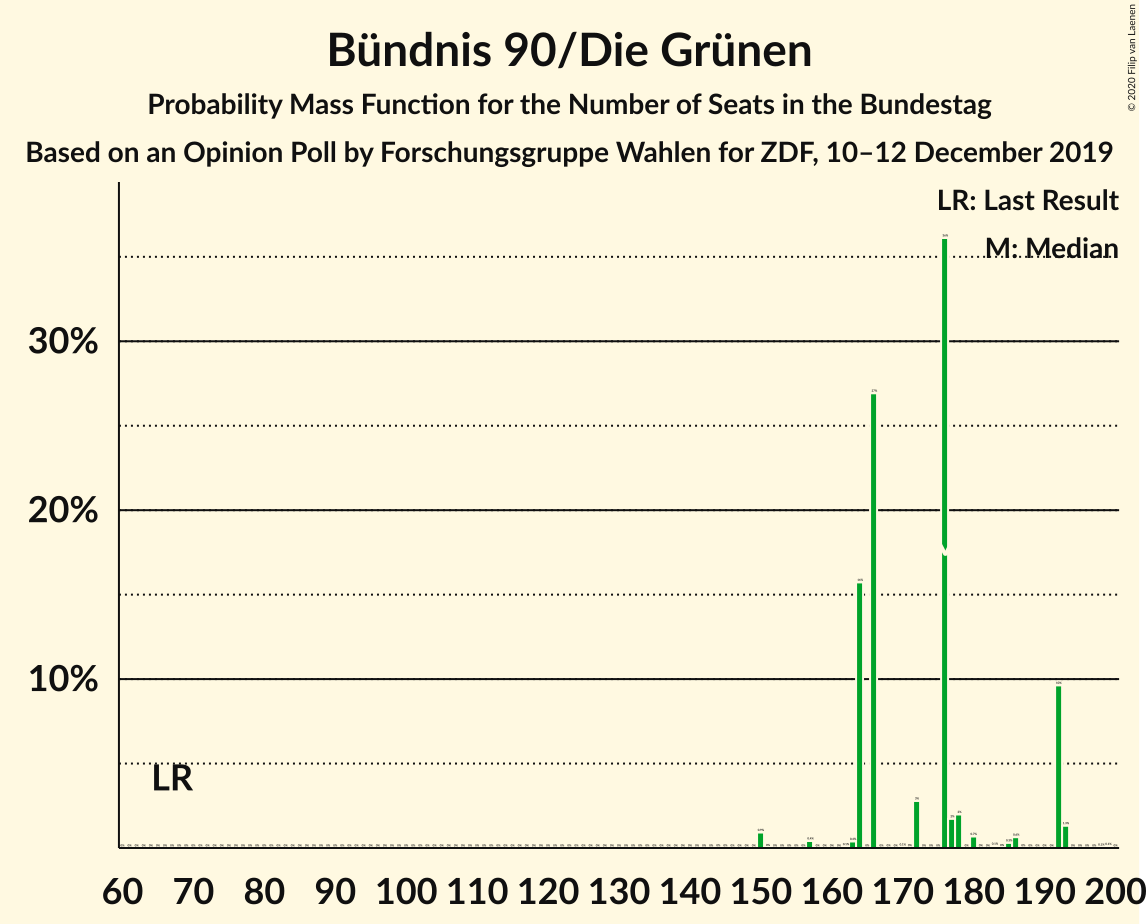 Bündnis 90/Die Grünen
Probability Mass Function for the Number of Seats in the Bundestag
Based on an Opinion Poll by Forschungsgruppe Wahlen for ZDF, 10–12 December 2019
© 2020 Filip van Laenen
LR: Last Result
M: Median
30%
20%
10%
LR
60 70 80 90 100 110 120 130 140 150 160 170 180 190 200